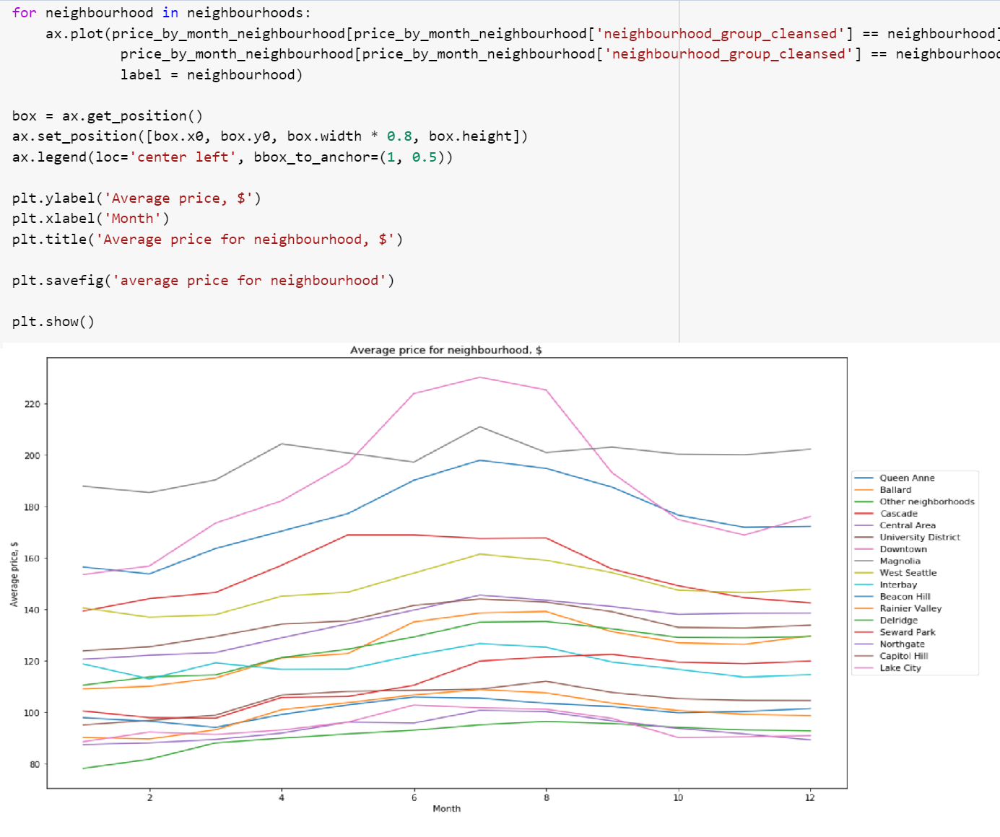 for neighbourhood in neighbourhoods:
ax.plot(price_by_month_neighbourhood[price_by_month_neighbourhood['neighbourhood_group_cleansed'] == neighbourhood]
price_by_month_neighbourhood[price_by_month_neighbourhood['neighbourhood_group_cleansed'] == neighbourhood
label = neighbourhood)
box = ax.get_position()
ax.set_position([box.x0, box.y0, box.width * 0.8, box.height])
ax.legend(loc='center left', bbox_to_anchor=(1, 0.5))
plt.ylabel('Average price, $')
plt.xlabel('Month')
plt.title('Average price for neighbourhood, $')
plt.savefig('average price for neighbourhood')
plt.show()
Average price for neighbourhood, $
220
200
180
160
140
120
100
80
Average price, $
2 4 6 8 10 12
Month
Queen Anne
Ballard
Other neighborhoods
Cascade
Central Area
University District
Downtown
Magnolia
West Seattle
Interbay
Beacon Hill
Rainier Valley
Delridge
Seward Park
Northgate
Capitol Hill
Lake City